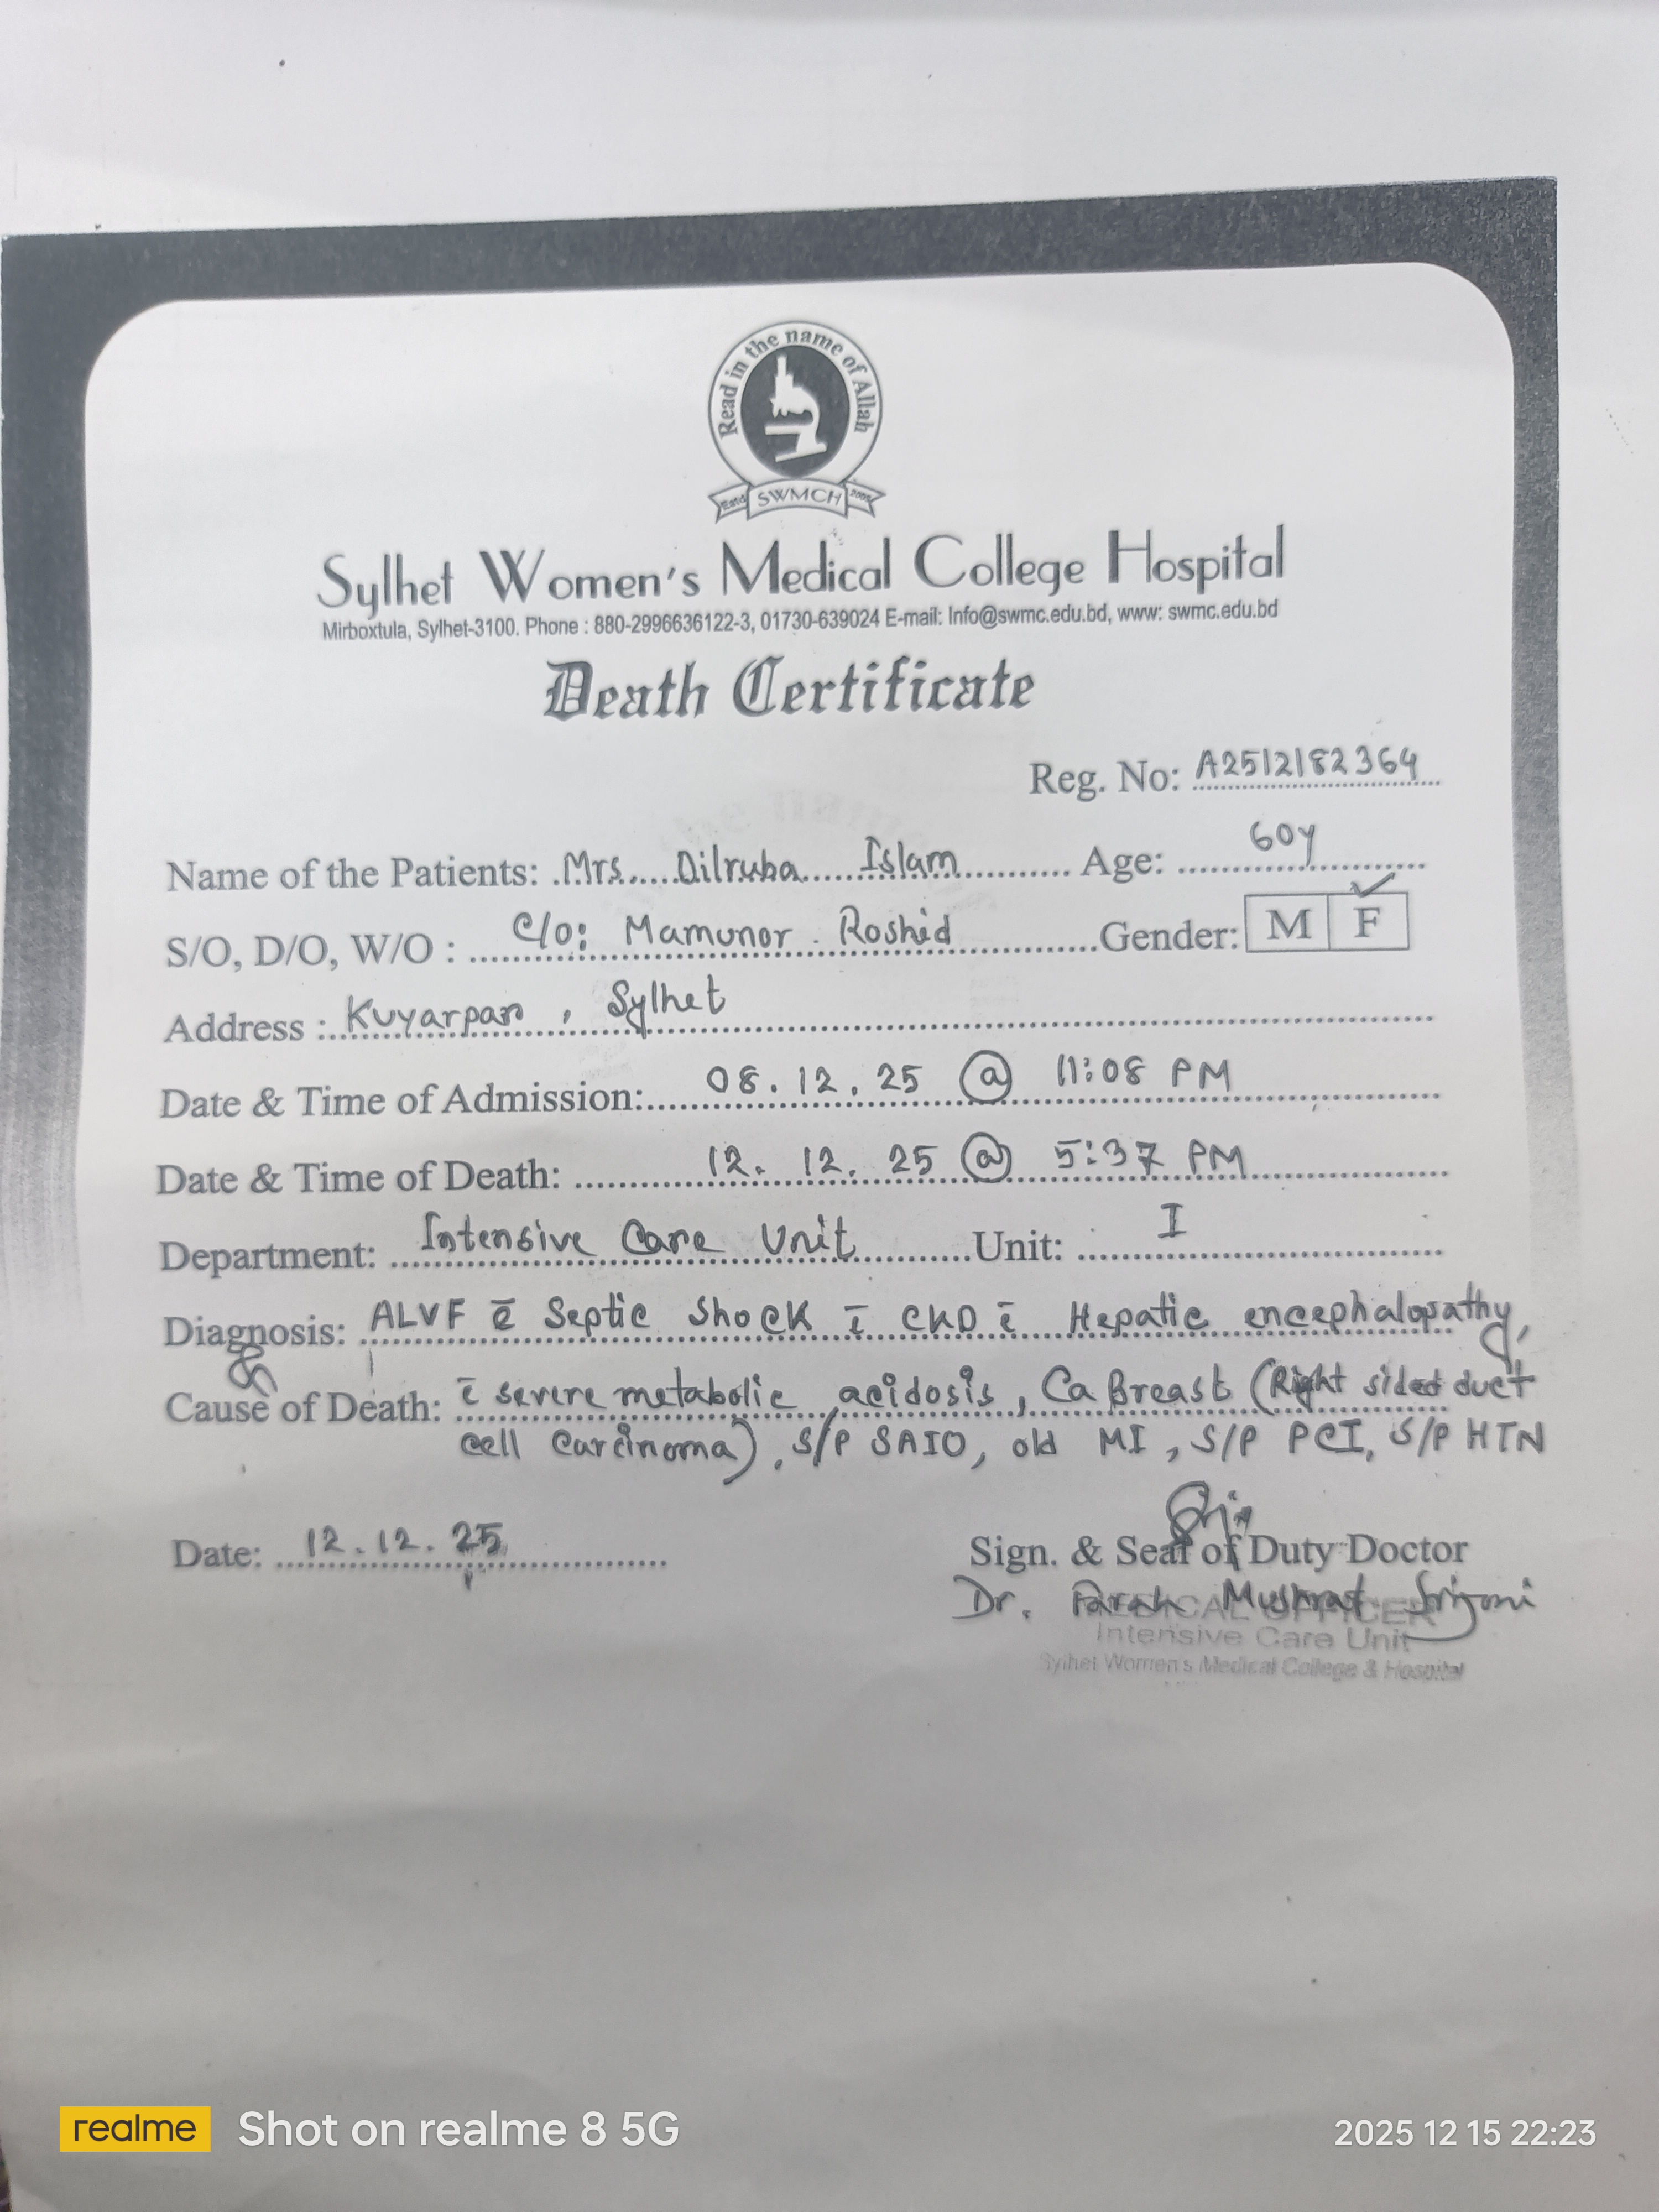 Read in the name of Allah
Estd SWMCH 2005
Sylhet Women's Medical College Hospital
Mirboxtula, Sylhet-3100. Phone : 880-2996636122-3, 01730-639024 E-mail: Info@swmc.edu.bd, www: swmc.edu.bd
Death Certificate
Reg. No: A2512182364
Name of the Patients: Mrs. Dilruba Islam Age: 60y
S/O, D/O, W/O : C/O: Mamunor Roshid Gender: M F
Address : Kuyarpar, Sylhet
Date & Time of Admission: 08.12.25 @ 11:08 PM
Date & Time of Death: 12.12.25 @ 5:37 PM
Department: Intensive Care Unit Unit: I
Diagnosis: ALVF c̄ Septic Shock c̄ CKD c̄ Hepatic encephalopathy,
&
Cause of Death: c̄ severe metabolic acidosis, Ca Breast (Right sided duct
cell carcinoma), S/P SAIO, old MI, S/P PCI, S/P HTN
Date: 12.12.25
Sign. & Seal of Duty Doctor
Dr. Farah Musrat Srijoni
MEDICAL OFFICER
Intensive Care Unit
Sylhet Women's Medical College & Hospital
realme Shot on realme 8 5G
2025 12 15 22:23